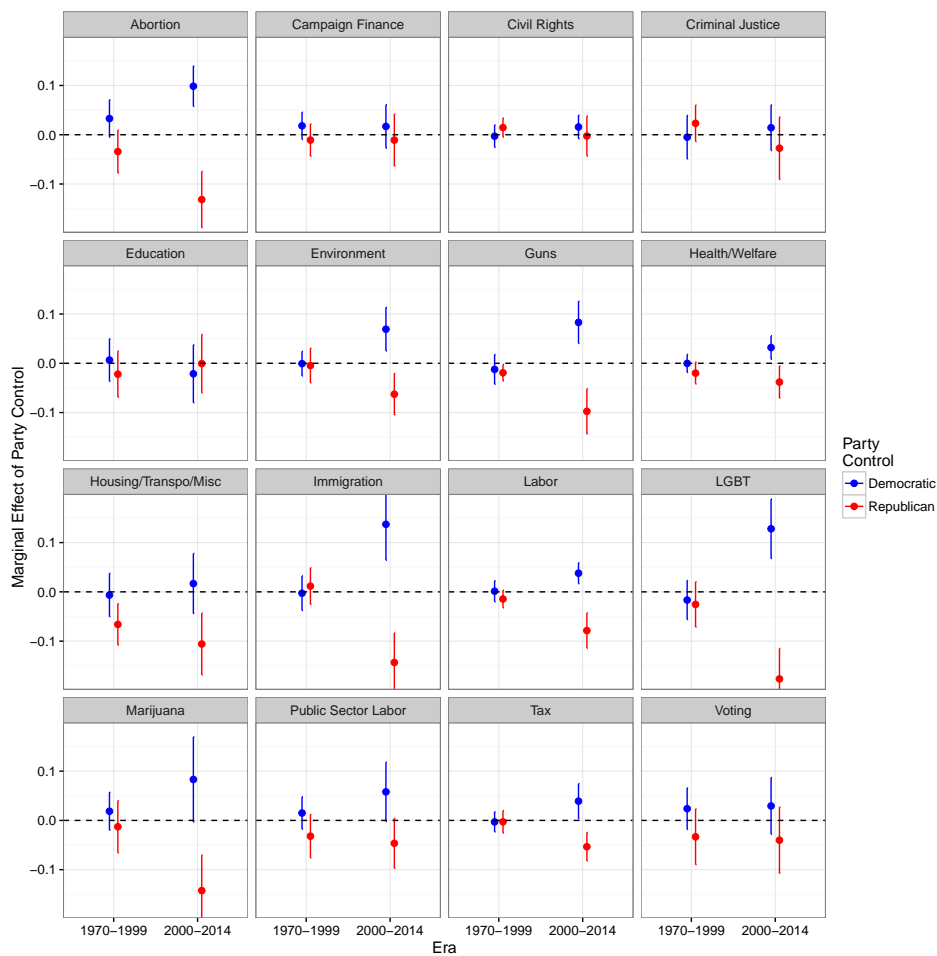 Abortion
Campaign Finance
Civil Rights
Criminal Justice
0.1
0.0
−0.1
Education
Environment
Guns
Health/Welfare
0.1
0.0
−0.1
Housing/Transpo/Misc
Immigration
Labor
LGBT
0.1
0.0
−0.1
Marijuana
Public Sector Labor
Tax
Voting
0.1
0.0
−0.1
1970−1999
2000−2014
1970−1999
2000−2014
1970−1999
2000−2014
1970−1999
2000−2014
Era
Marginal Effect of Party Control
Party
Control
Democratic
Republican